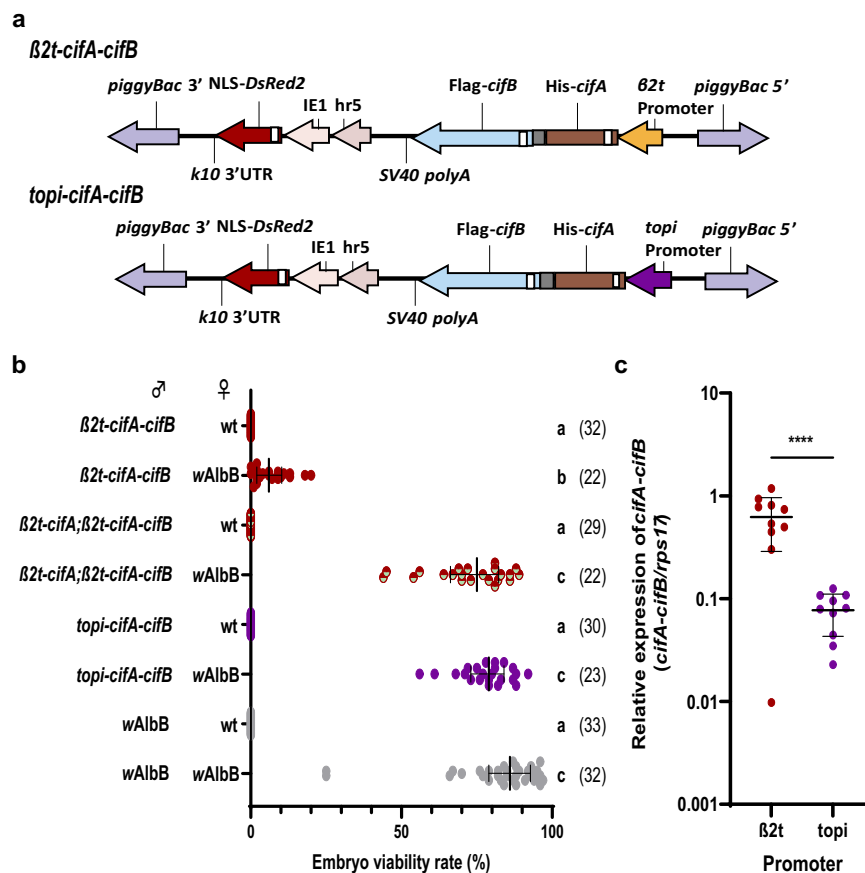 a
ß2t-cifA-cifB
piggyBac 3’ NLS-DsRed2 IE1 hr5 Flag-cifB His-cifA ß2t Promoter piggyBac 5’
k10 3’UTR SV40 polyA
topi-cifA-cifB
piggyBac 3’ NLS-DsRed2 IE1 hr5 Flag-cifB His-cifA topi Promoter piggyBac 5’
k10 3’UTR SV40 polyA
b
♂ ♀
ß2t-cifA-cifB wt a (32)
ß2t-cifA-cifB wAlbB b (22)
ß2t-cifA;ß2t-cifA-cifB wt a (29)
ß2t-cifA;ß2t-cifA-cifB wAlbB c (22)
topi-cifA-cifB wt a (30)
topi-cifA-cifB wAlbB c (23)
wAlbB wt a (33)
wAlbB wAlbB c (32)
0 50 100
Embryo viability rate (%)
c
Relative expression of cifA-cifB
(cifA-cifB/rps17)
10
1
0.1
0.01
0.001
****
ß2t topi
Promoter